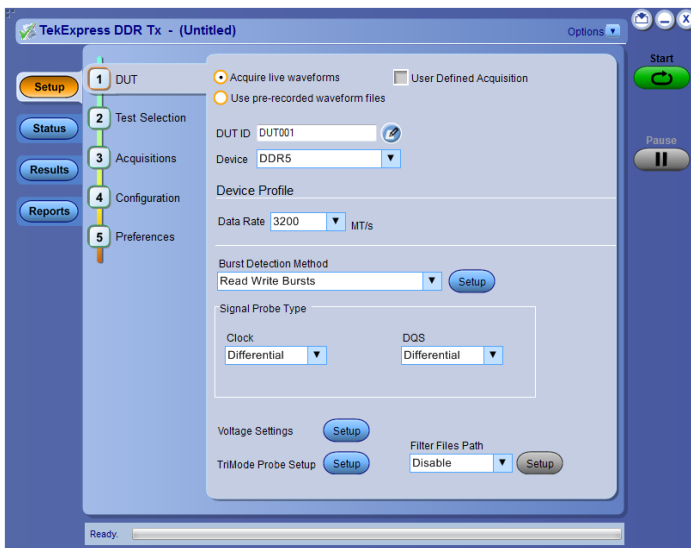 TekExpress DDR Tx - (Untitled)
Options
Start
Pause
Setup
Status
Results
Reports
1 DUT
2 Test Selection
3 Acquisitions
4 Configuration
5 Preferences
Acquire live waveforms
User Defined Acquisition
Use pre-recorded waveform files
DUT ID DUT001
Device DDR5
Device Profile
Data Rate 3200 MT/s
Burst Detection Method
Read Write Bursts Setup
Signal Probe Type
Clock DQS
Differential Differential
Voltage Settings Setup
Filter Files Path
TriMode Probe Setup Setup Disable Setup
Ready.